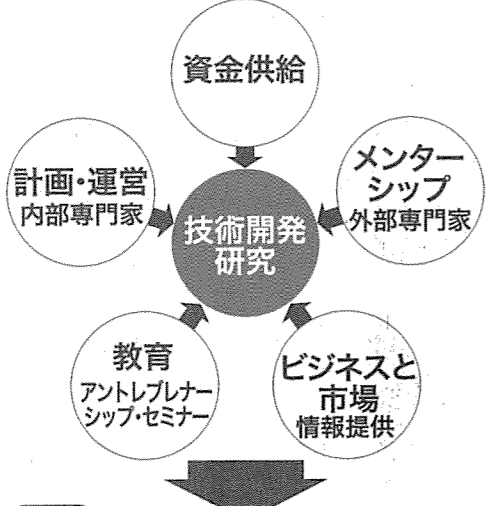 資金供給
計画・運営
内部専門家
メンター
シップ
外部専門家
技術開発
研究
教育
アントレプレナー
シップ・セミナー
ビジネスと
市場
情報提供